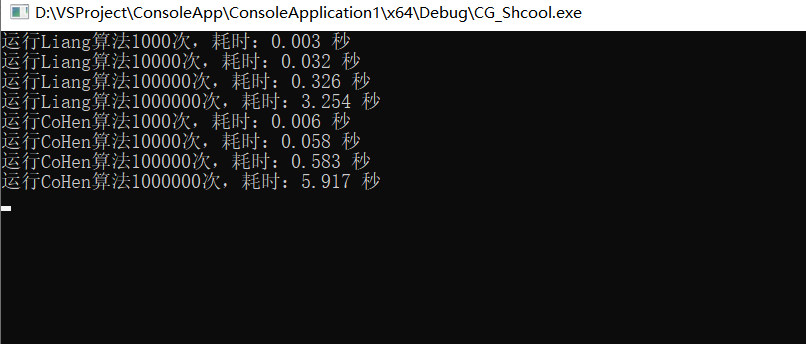 D:\VSProject\ConsoleApp\ConsoleApplication1\x64\Debug\CG_Shcool.exe
运行Liang算法1000次，耗时：0.003 秒
运行Liang算法10000次，耗时：0.032 秒
运行Liang算法100000次，耗时：0.326 秒
运行Liang算法1000000次，耗时：3.254 秒
运行CoHen算法1000次，耗时：0.006 秒
运行CoHen算法10000次，耗时：0.058 秒
运行CoHen算法100000次，耗时：0.583 秒
运行CoHen算法1000000次，耗时：5.917 秒